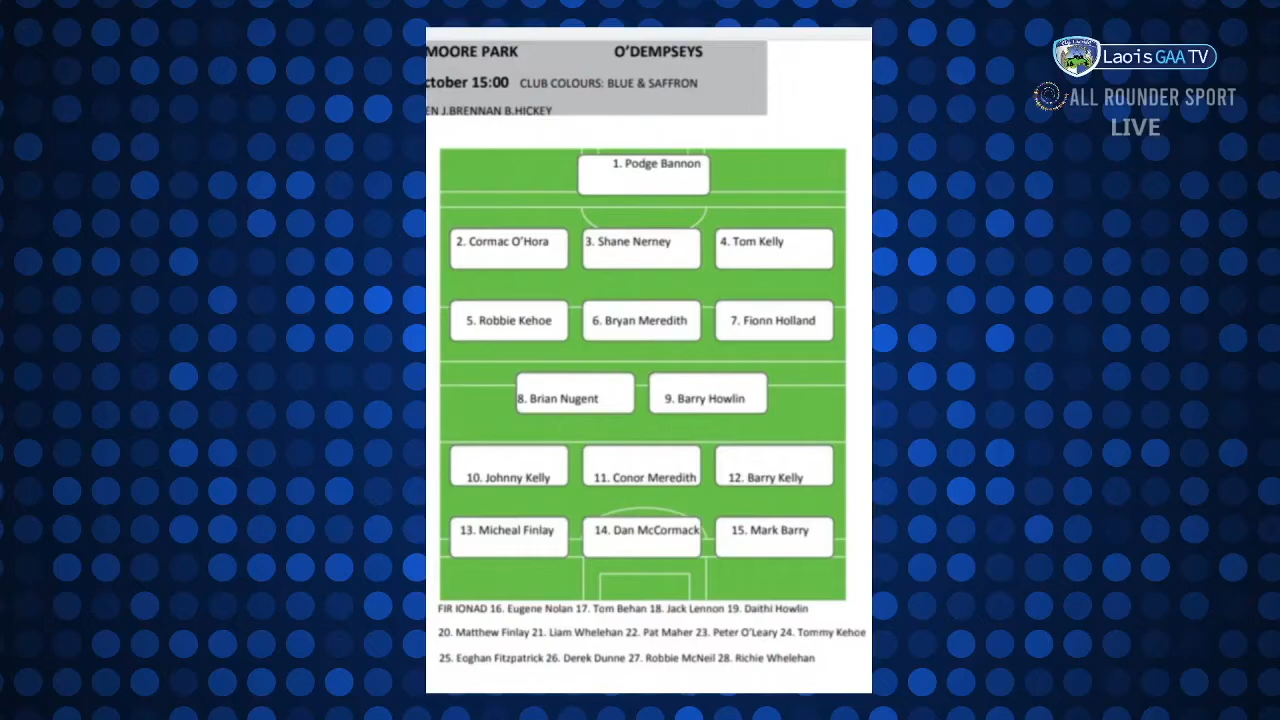 MOORE PARK O'DEMPSEYS
ctober 15:00 CLUB COLOURS: BLUE & SAFFRON
EN J.BRENNAN B.HICKEY
1. Podge Bannon
2. Cormac O'Hora 3. Shane Nerney 4. Tom Kelly
5. Robbie Kehoe 6. Bryan Meredith 7. Fionn Holland
8. Brian Nugent 9. Barry Howlin
10. Johnny Kelly 11. Conor Meredith 12. Barry Kelly
13. Micheal Finlay 14. Dan McCormack 15. Mark Barry
FIR IONAD 16. Eugene Nolan 17. Tom Behan 18. Jack Lennon 19. Daithi Howlin
20. Matthew Finlay 21. Liam Whelehan 22. Pat Maher 23. Peter O'Leary 24. Tommy Kehoe
25. Eoghan Fitzpatrick 26. Derek Dunne 27. Robbie McNeil 28. Richie Whelehan
Laois GAA TV
ALL ROUNDER SPORT
LIVE